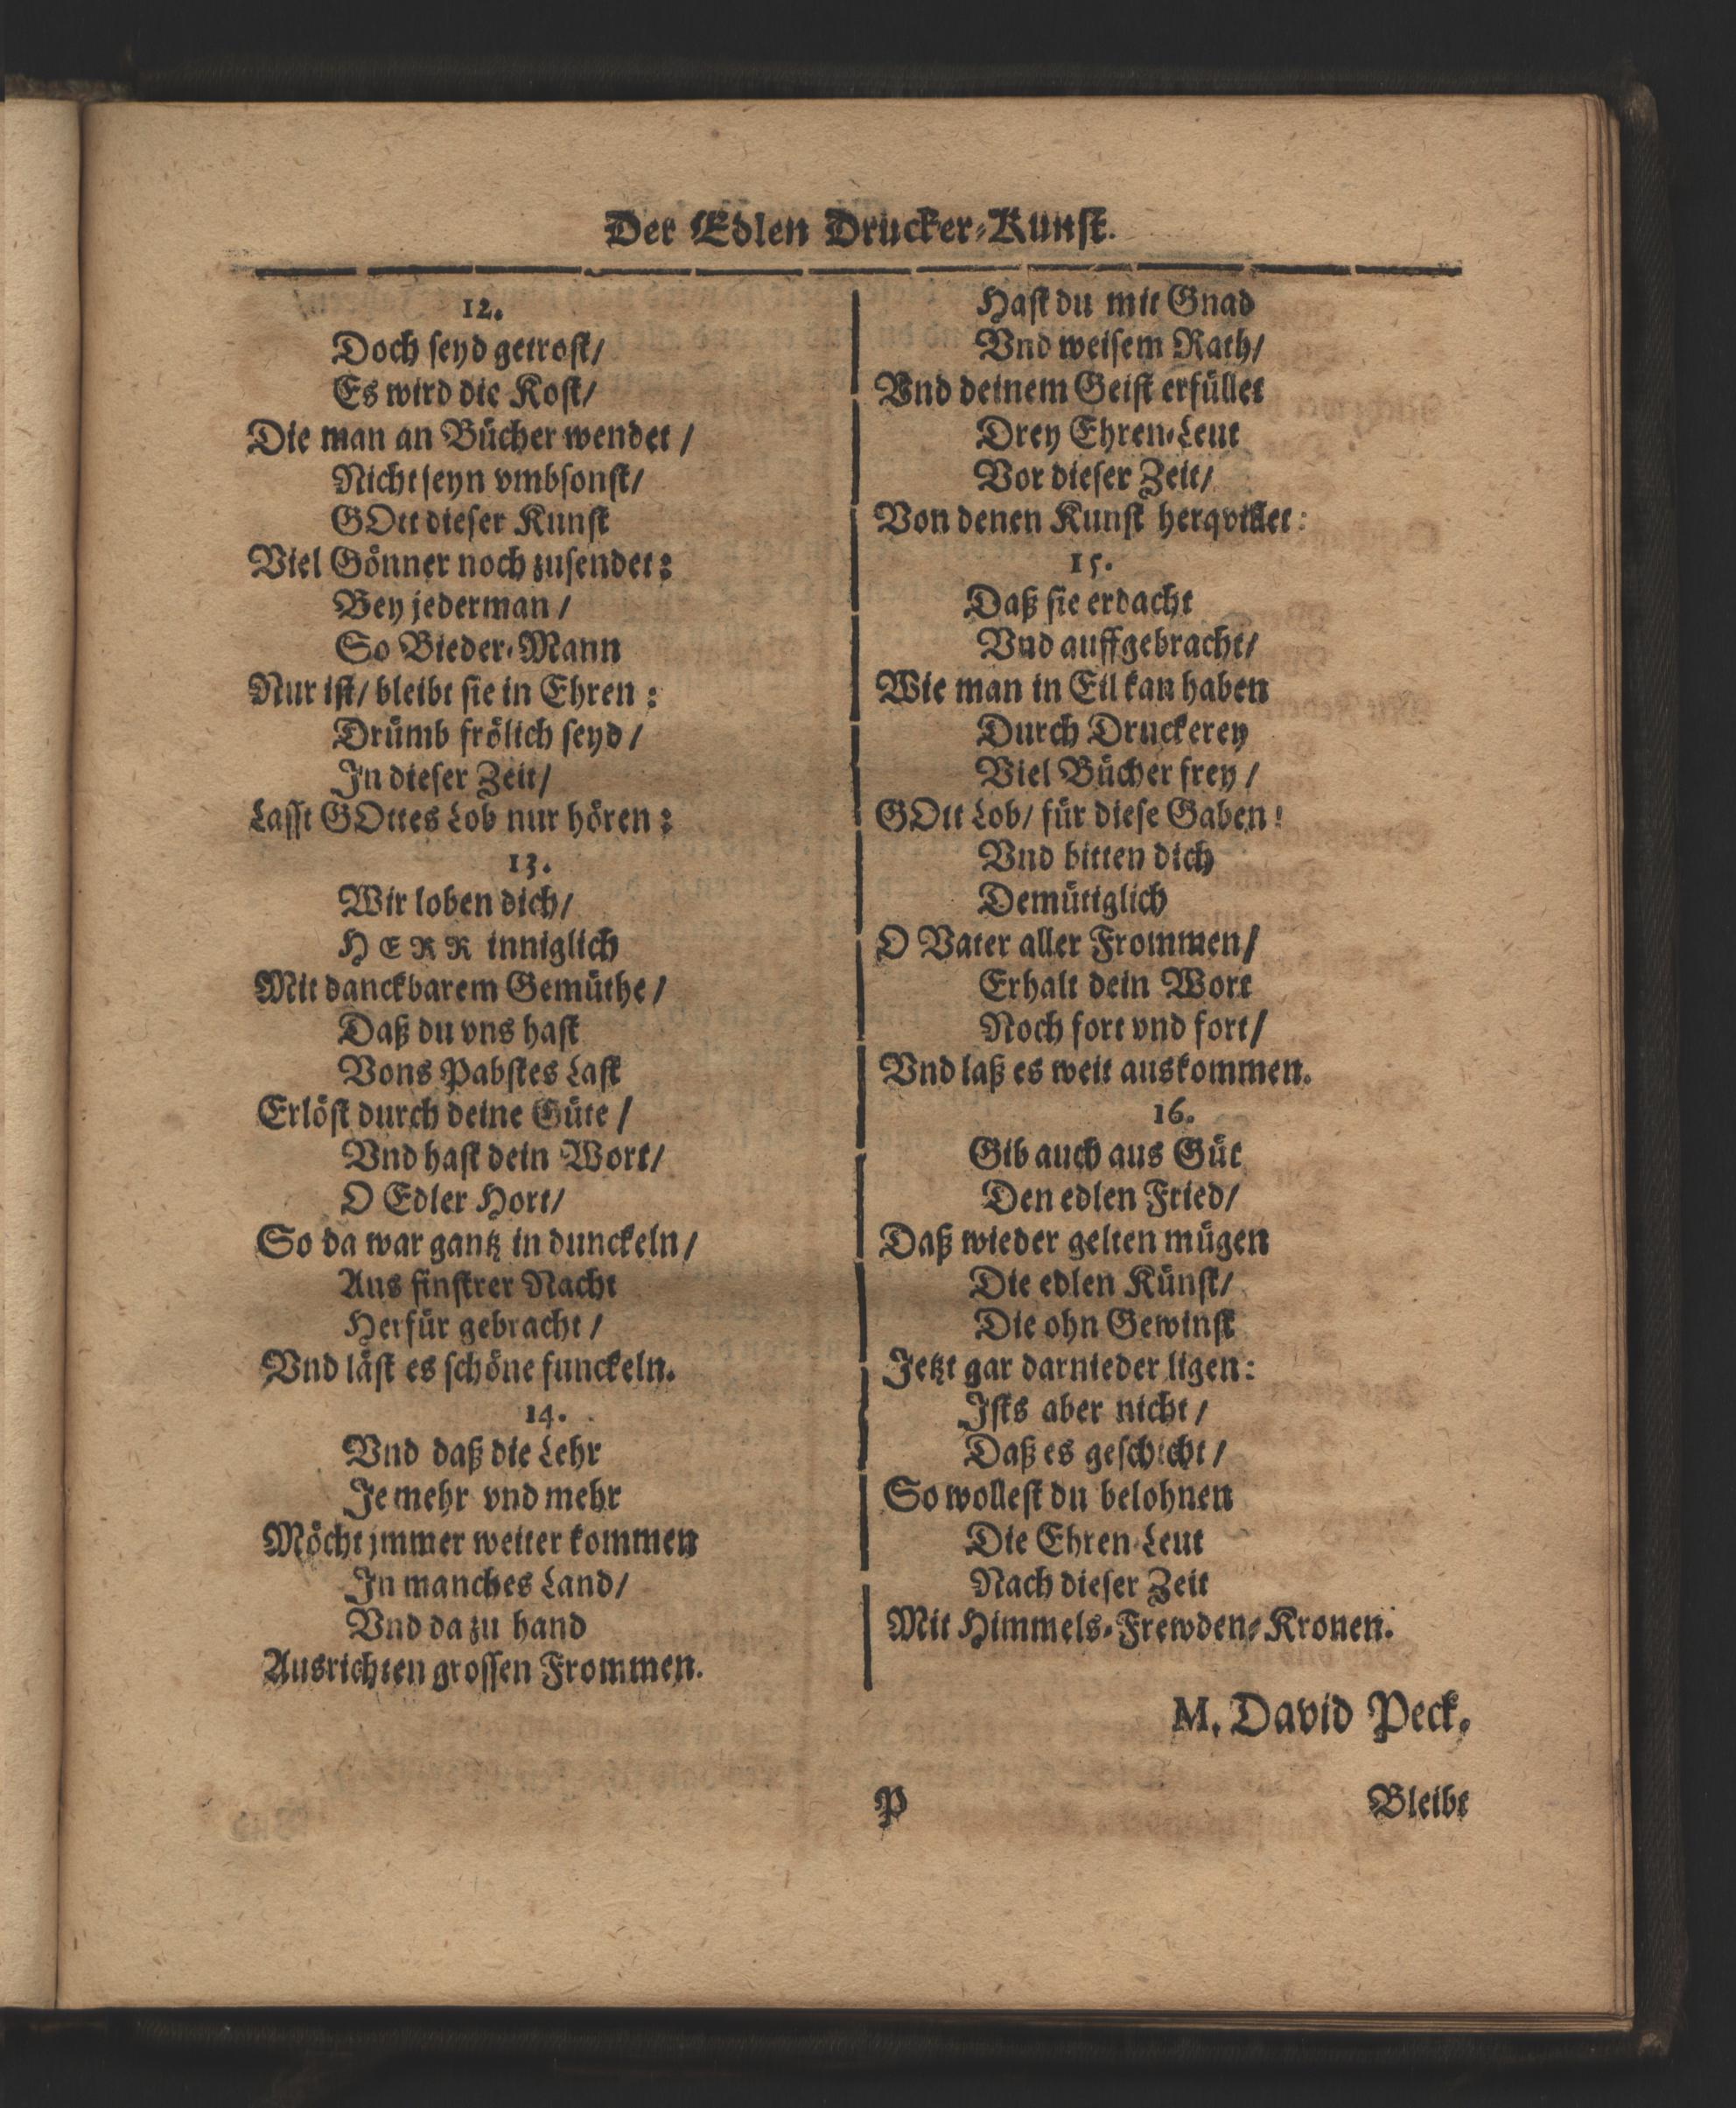 Der Edlen Drucker-Kunst.
12.
Doch seyd getrost/
Es wird die Kost/
Die man an Bücher wendet /
Nicht seyn vmbsonst/
GOtt dieser Kunst
Viel Gönner noch zusendet:
Bey jederman /
So Bieder-Mann
Nur ist/ bleibt sie in Ehren:
Drümb frölich seyd /
In dieser Zeit/
Lasst GOttes Lob nur hören:
13.
Wir loben dich/
HERR inniglich
Mit danckbarem Gemüthe /
Daß du vns hast
Vons Pabstes Last
Erlöst durch deine Güte /
Vnd hast dein Wort/
O Edler Hort/
So da war gantz in dunckeln/
Aus finstrer Nacht
Herfür gebracht /
Vnd läst es schöne funckeln.
14.
Vnd daß die Lehr
Je mehr vnd mehr
Möcht jmmer weiter kommen
In manches Land/
Vnd da zu hand
Ausrichten grossen Frommen.
Hast du mit Gnad
Vnd weisem Rath/
Vnd deinem Geist erfüllet
Drey Ehren-Leut
Vor dieser Zeit/
Von denen Kunst herqvillet:
15.
Daß sie erdacht
Vnd auffgebracht/
Wie man in Eil kan haben
Durch Druckerey
Viel Bücher frey /
GOtt Lob/ für diese Gaben!
Vnd bitten dich
Demütiglich
O Vater aller Frommen/
Erhalt dein Wort
Noch fort vnd fort/
Vnd laß es weit auskommen.
16.
Gib auch aus Güt
Den edlen Fried/
Daß wieder gelten mügen
Die edlen Künst/
Die ohn Gewinst
Jetzt gar darnieder ligen:
Ists aber nicht /
Daß es geschicht /
So wollest du belohnen
Die Ehren-Leut
Nach dieser Zeit
Mit Himmels-Frewden-Kronen.
M. David Peck.
P
Bleibt